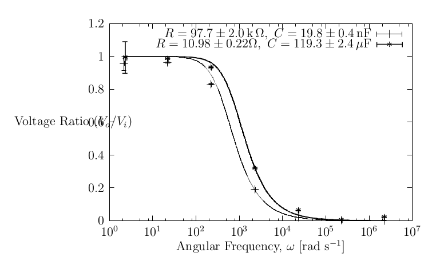 1.2
R = 97.7 ± 2.0 kΩ, C = 19.8 ± 0.4 nF
R = 10.98 ± 0.22Ω, C = 119.3 ± 2.4 μF
1
0.8
Voltage Ratio (V_o/V_i)
0.6
0.4
0.2
0
10^0 10^1 10^2 10^3 10^4 10^5 10^6 10^7
Angular Frequency, ω [rad s^-1]